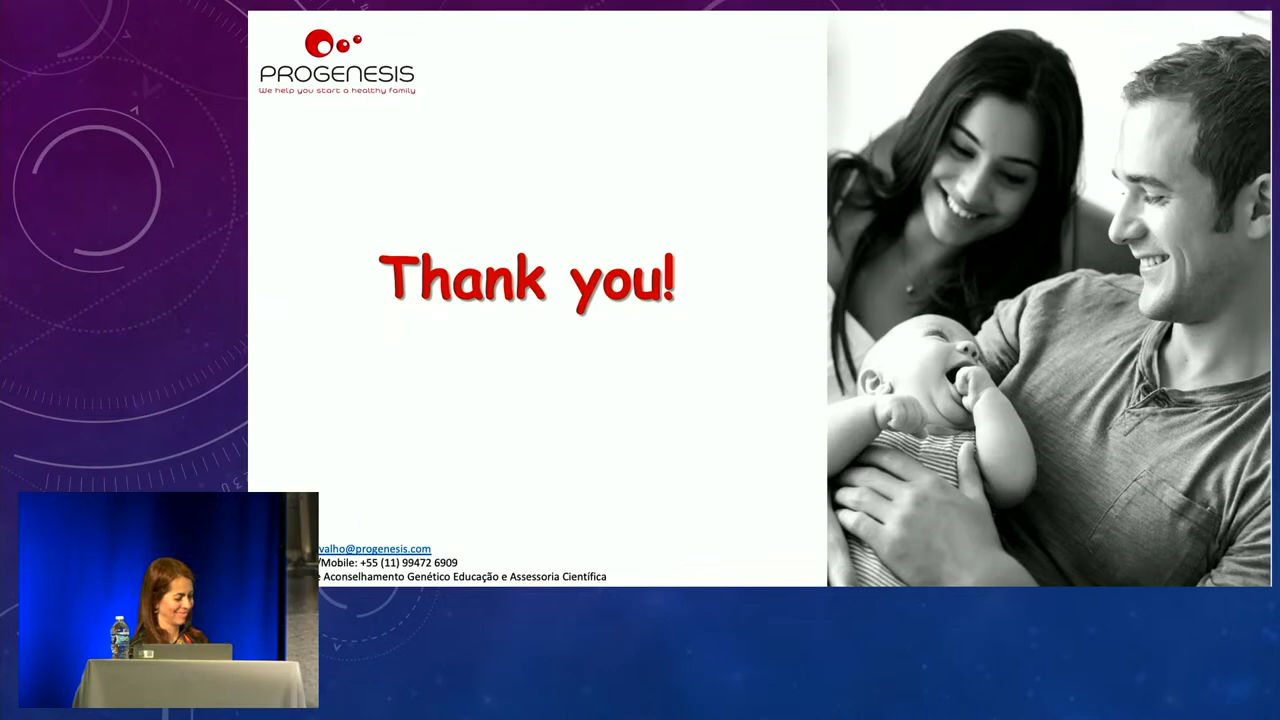 PROGENESIS
We help you start a healthy family
Thank you!
valho@progenesis.com
/Mobile: +55 (11) 99472 6909
Aconselhamento Genético Educação e Assessoria Científica